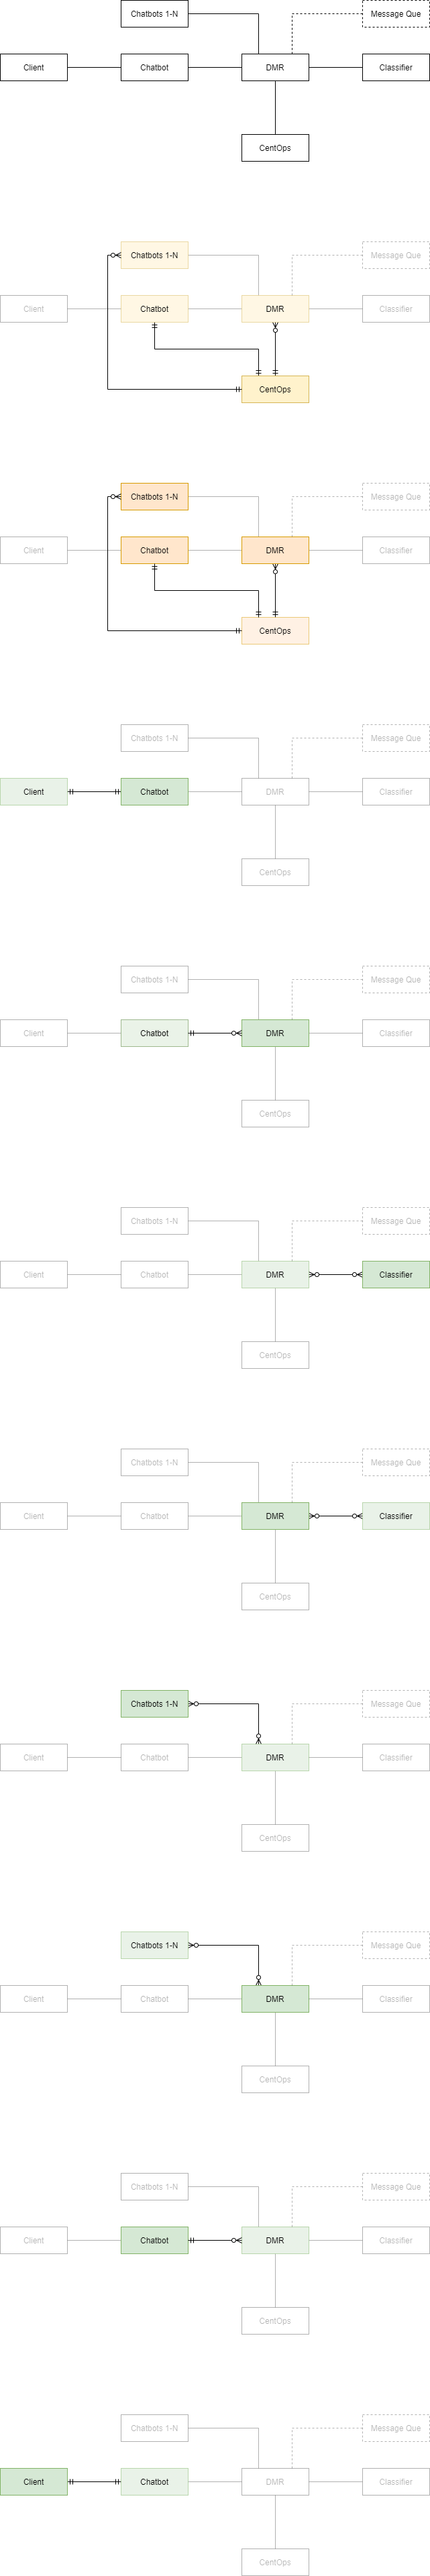 Chatbots 1-N
Message Que
Client
Chatbot
DMR
Classifier
CentOps
Chatbots 1-N
Message Que
Client
Chatbot
DMR
Classifier
CentOps
Chatbots 1-N
Message Que
Client
Chatbot
DMR
Classifier
CentOps
Chatbots 1-N
Message Que
Client
Chatbot
DMR
Classifier
CentOps
Chatbots 1-N
Message Que
Client
Chatbot
DMR
Classifier
CentOps
Chatbots 1-N
Message Que
Client
Chatbot
DMR
Classifier
CentOps
Chatbots 1-N
Message Que
Client
Chatbot
DMR
Classifier
CentOps
Chatbots 1-N
Message Que
Client
Chatbot
DMR
Classifier
CentOps
Chatbots 1-N
Message Que
Client
Chatbot
DMR
Classifier
CentOps
Chatbots 1-N
Message Que
Client
Chatbot
DMR
Classifier
CentOps
Chatbots 1-N
Message Que
Client
Chatbot
DMR
Classifier
CentOps